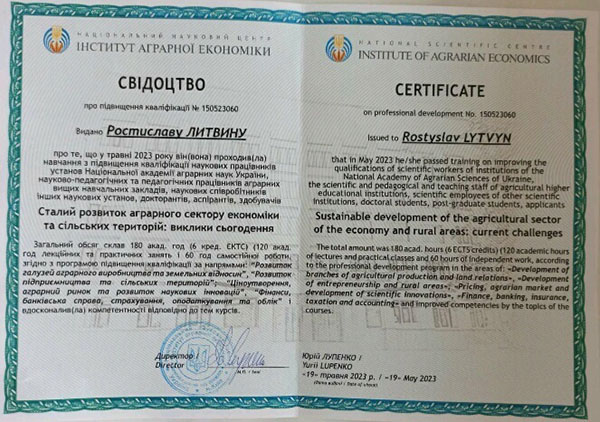 НАЦІОНАЛЬНИЙ НАУКОВИЙ ЦЕНТР
ІНСТИТУТ АГРАРНОЇ ЕКОНОМІКИ
СВІДОЦТВО
про підвищення кваліфікації № 150523060
Видано Ростиславу ЛИТВИНУ
про те, що у травні 2023 року він(вона) проходив(ла)
навчання з підвищення кваліфікації наукових працівників
установ Національної академії аграрних наук України,
науково-педагогічних та педагогічних працівників аграрних
вищих навчальних закладів, наукових співробітників
інших наукових установ, докторантів, аспірантів, здобувачів
Сталий розвиток аграрного сектору економіки
та сільських територій: виклики сьогодення
Загальний обсяг склав 180 акад. год (6 кред. ЄКТС) (120 акад.
год лекційних та практичних занять і 60 год самостійної роботи,
згідно з програмою підвищення кваліфікації за напрямами: "Розвиток
галузей аграрного виробництва та земельних відносин", "Розвиток
підприємництва та сільських територій"; "Ціноутворення,
аграрний ринок та розвиток наукових інновацій", "Фінанси,
банківська справа, страхування, оподаткування та облік" і
вдосконалив(ла) компетентності відповідно до тем курсів.
Директор /
Director
NATIONAL SCIENTIFIC CENTRE
INSTITUTE OF AGRARIAN ECONOMICS
CERTIFICATE
on professional development No. 150523060
Issued to Rostyslav LYTVYN
that in May 2023 he/she passed training on improving the
qualifications of scientific workers of institutions of the
National Academy of Agrarian Sciences of Ukraine,
the scientific and pedagogical and teaching staff of agricultural higher
educational institutions, scientific employees of other scientific
institutions, doctoral students, post-graduate students, applicants
Sustainable development of the agricultural sector
of the economy and rural areas: current challenges
The total amount was 180 acad. hours (6 ECTS credits) (120 academic hours
of lectures and practical classes and 60 hours of independent work, according
to the professional development program in the areas of: «Development of
branches of agricultural production and land relations», «Development
of entrepreneurship and rural areas», «Pricing, agrarian market and
development of scientific innovations», «Finance, banking, insurance,
taxation and accounting» and improved competencies by the topics of the
courses.
Юрій ЛУПЕНКО /
Yurii LUPENKO
«19» травня 2023 р. / «19» May 2023